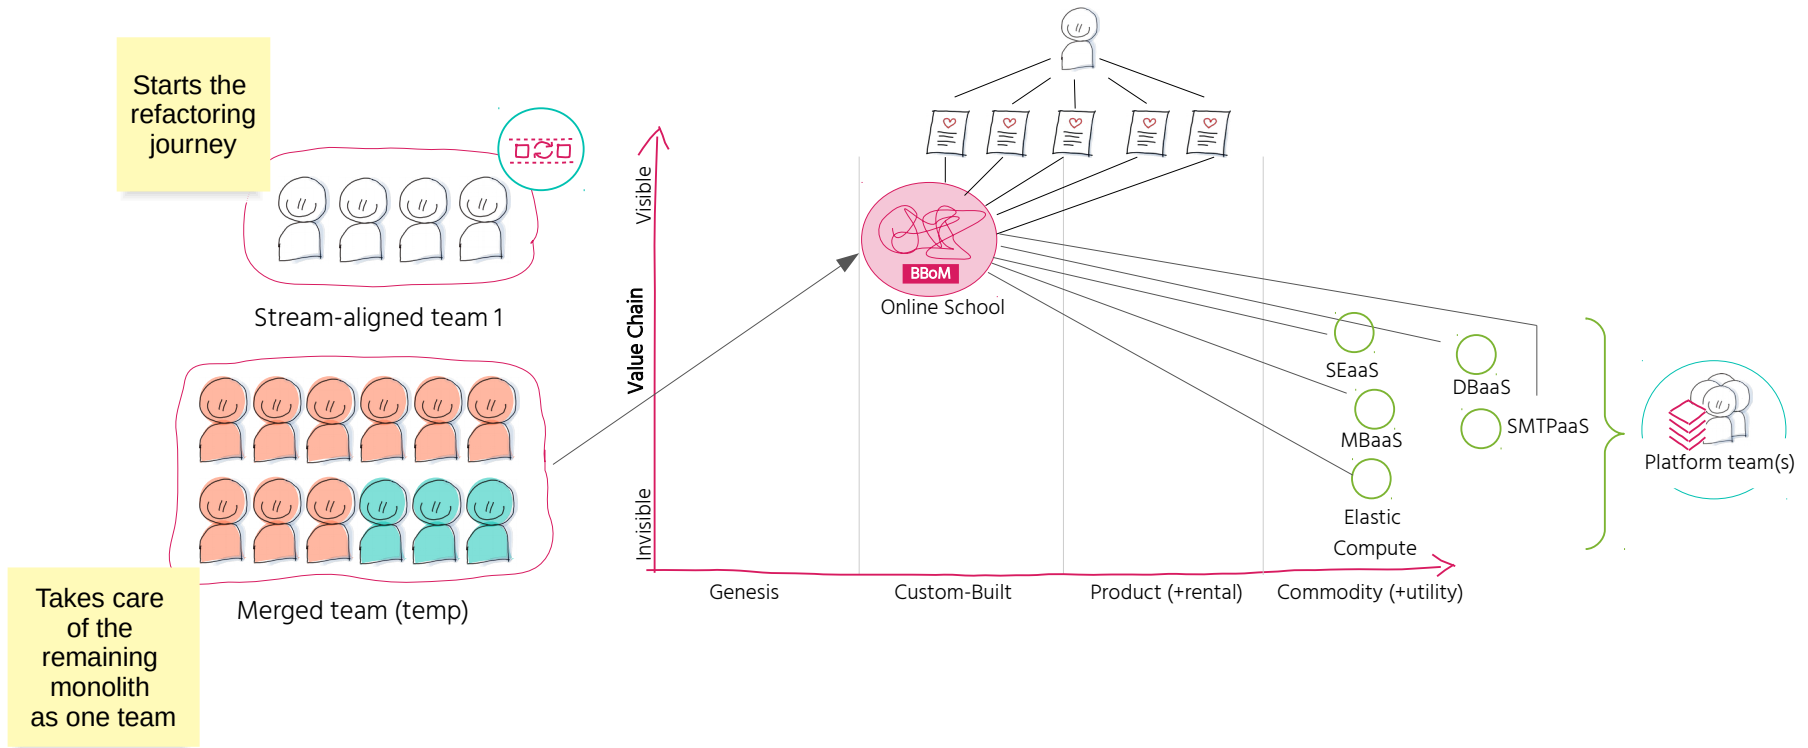 Starts the
refactoring
journey
Stream-aligned team 1
Merged team (temp)
Takes care
of the
remaining
monolith
as one team
Visible
Value Chain
Invisible
BBoM
Online School
SEaaS
DBaaS
MBaaS
SMTPaaS
Elastic
Compute
Platform team(s)
Genesis
Custom-Built
Product (+rental)
Commodity (+utility)